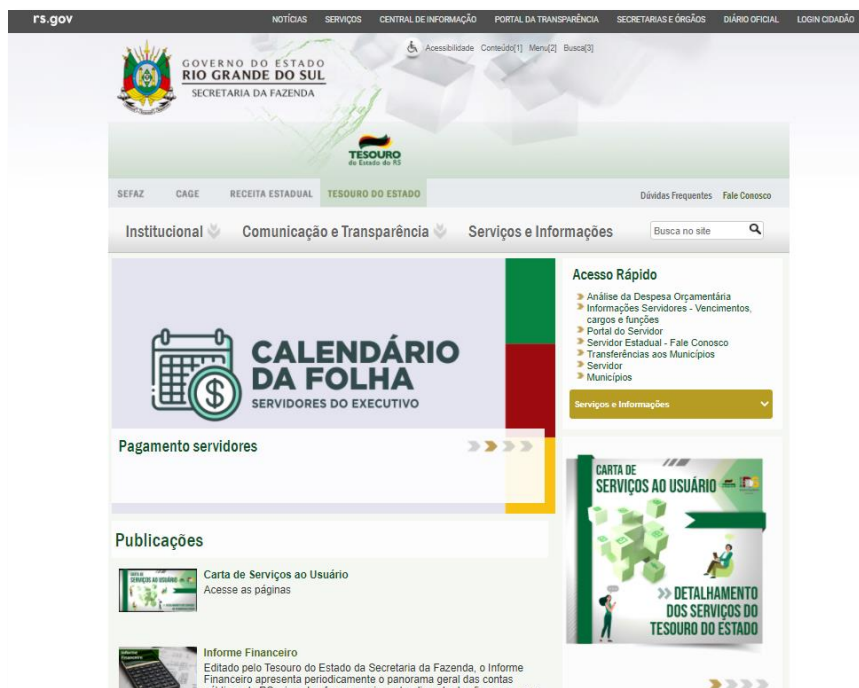 rs.gov
NOTÍCIAS SERVIÇOS CENTRAL DE INFORMAÇÃO PORTAL DA TRANSPARÊNCIA SECRETARIAS E ÓRGÃOS DIÁRIO OFICIAL LOGIN CIDADÃO
Acessibilidade Conteúdo[1] Menu[2] Busca[3]
GOVERNO DO ESTADO
RIO GRANDE DO SUL
SECRETARIA DA FAZENDA
TESOURO
do Estado do RS
SEFAZ CAGE RECEITA ESTADUAL TESOURO DO ESTADO
Dúvidas Frequentes Fale Conosco
Institucional Comunicação e Transparência Serviços e Informações
Busca no site
CALENDÁRIO
DA FOLHA
SERVIDORES DO EXECUTIVO
Pagamento servidores
Acesso Rápido
Análise da Despesa Orçamentária
Informações Servidores - Vencimentos,
cargos e funções
Portal do Servidor
Servidor Estadual - Fale Conosco
Transferências aos Municípios
Servidor
Municípios
Serviços e Informações
CARTA DE
SERVIÇOS AO USUÁRIO
>> DETALHAMENTO
DOS SERVIÇOS DO
TESOURO DO ESTADO
Publicações
Carta de Serviços ao Usuário
Acesse as páginas
Informe Financeiro
Editado pelo Tesouro do Estado da Secretaria da Fazenda, o Informe
Financeiro apresenta periodicamente o panorama geral das contas